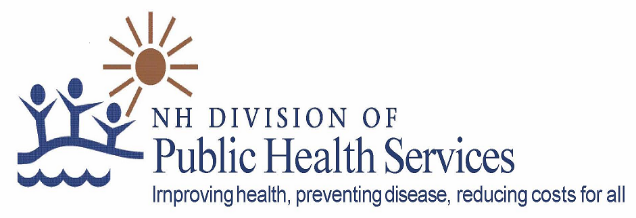 NH DIVISION OF
Public Health Services
Improving health, preventing disease, reducing costs for all